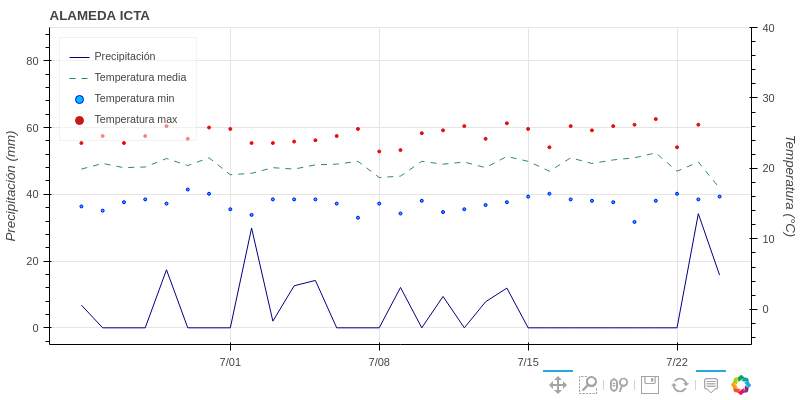 ALAMEDA ICTA
Precipitación
Temperatura media
Temperatura min
Temperatura max
Precipitación (mm)
80
60
40
20
0
40
30
20
10
0
Temperatura (°C)
7/01
7/08
7/15
7/22